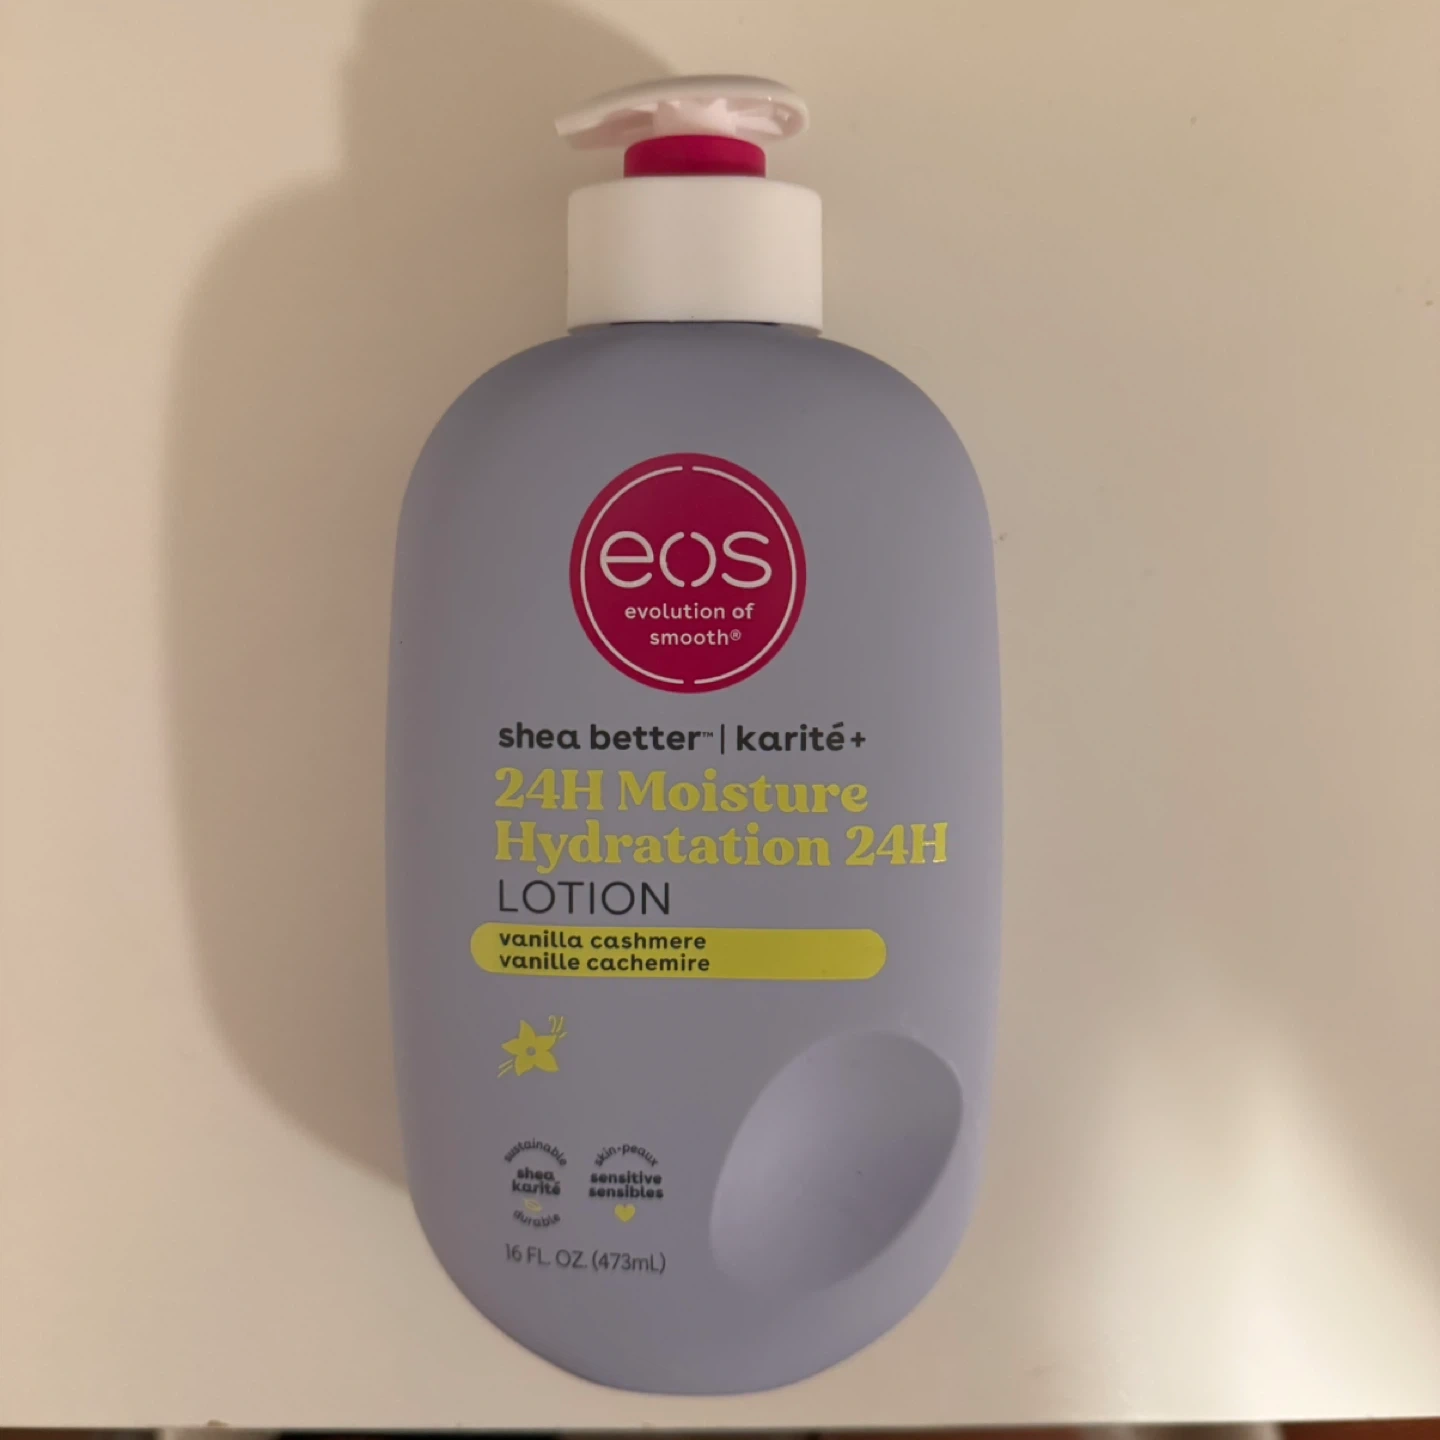 eos
evolution of
smooth®
shea better™ | karité+
24H Moisture
Hydratation 24H
LOTION
vanilla cashmere
vanille cachemire
sustainable
shea
karité
durable
skin-peaux
sensitive
sensibles
16 FL. OZ. (473mL)